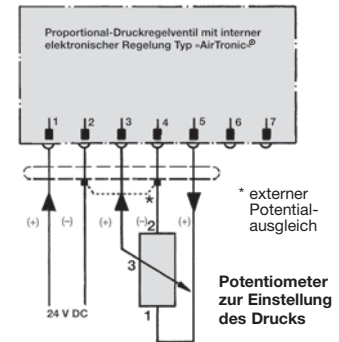 Proportional-Druckregelventil mit interner
elektronischer Regelung Typ »AirTronic«®
1 2 3 4 5 6 7
* externer
Potential-
ausgleich
*
(+) (–) (+) (–) (+)
2
3
1
Potentiometer
zur Einstellung
des Drucks
24 V DC